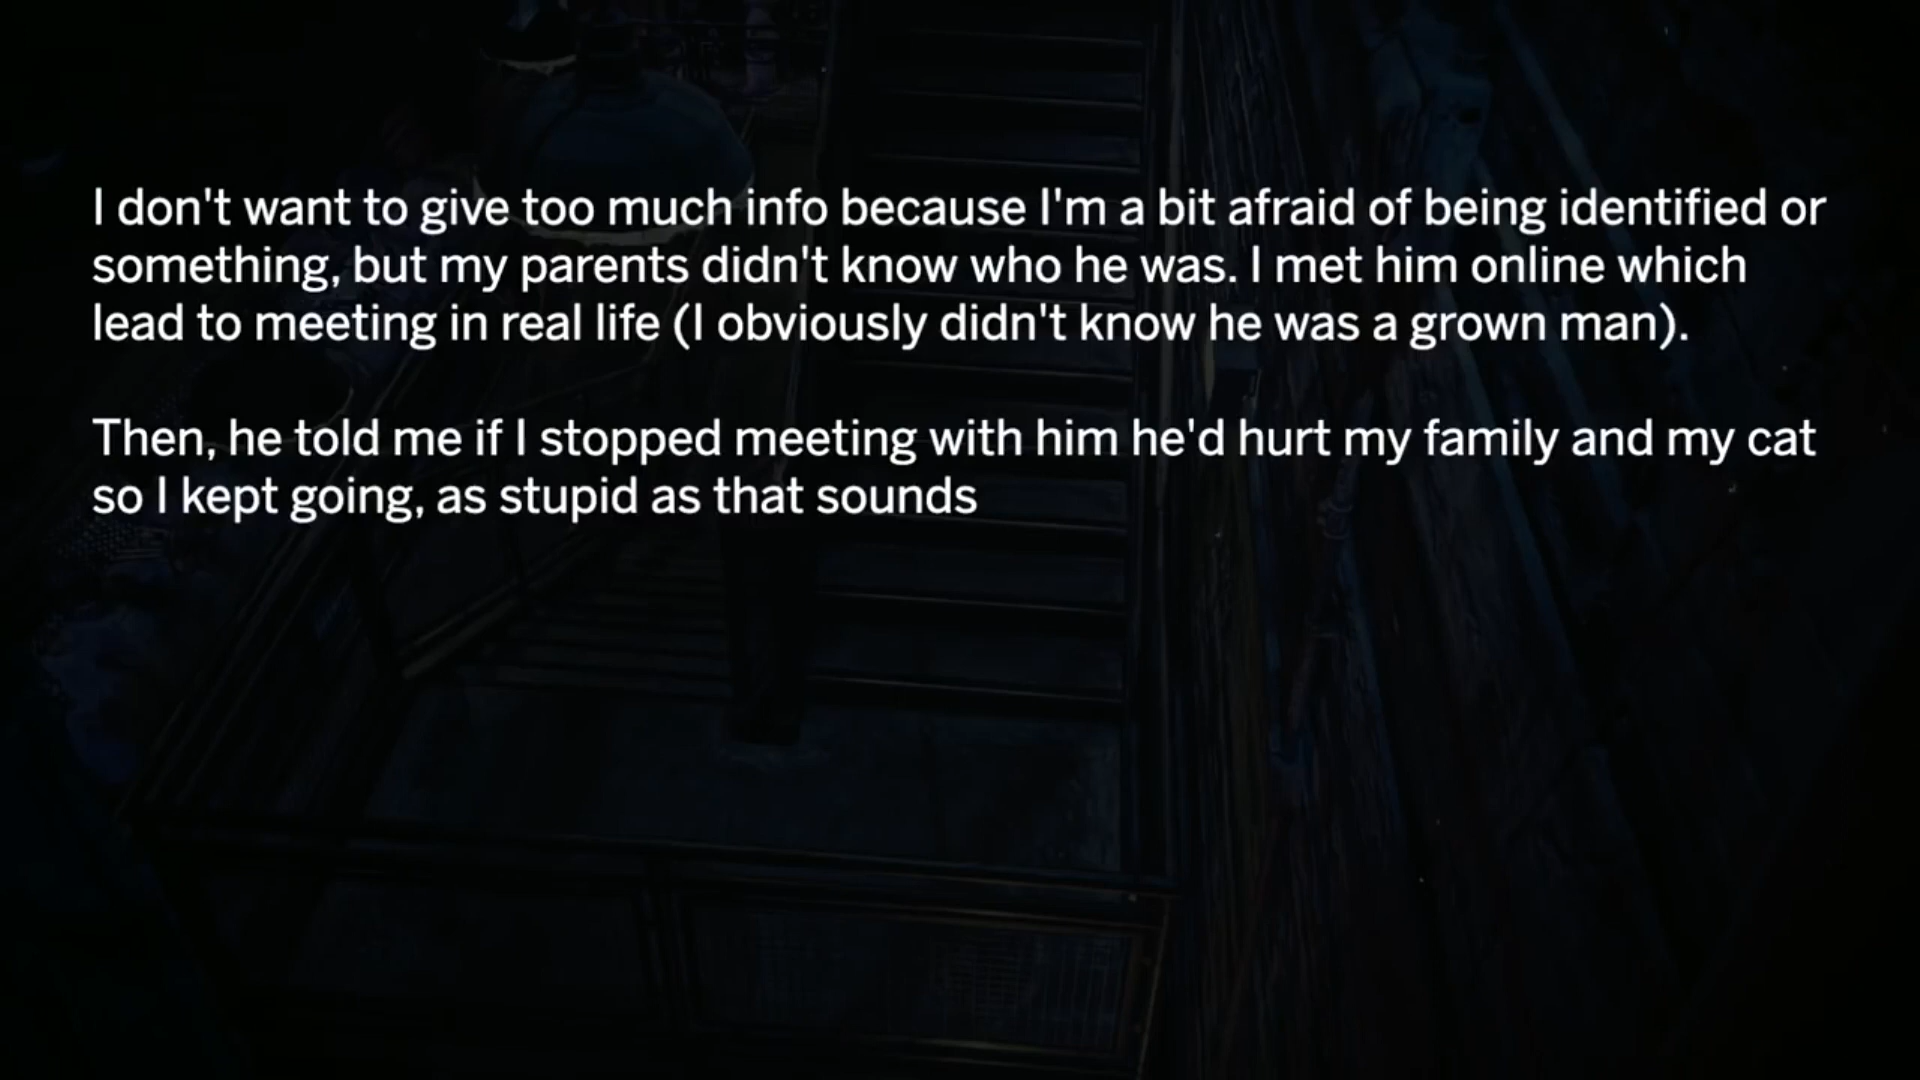 I don't want to give too much info because I'm a bit afraid of being identified or
something, but my parents didn't know who he was. I met him online which
lead to meeting in real life (I obviously didn't know he was a grown man).
Then, he told me if I stopped meeting with him he'd hurt my family and my cat
so I kept going, as stupid as that sounds